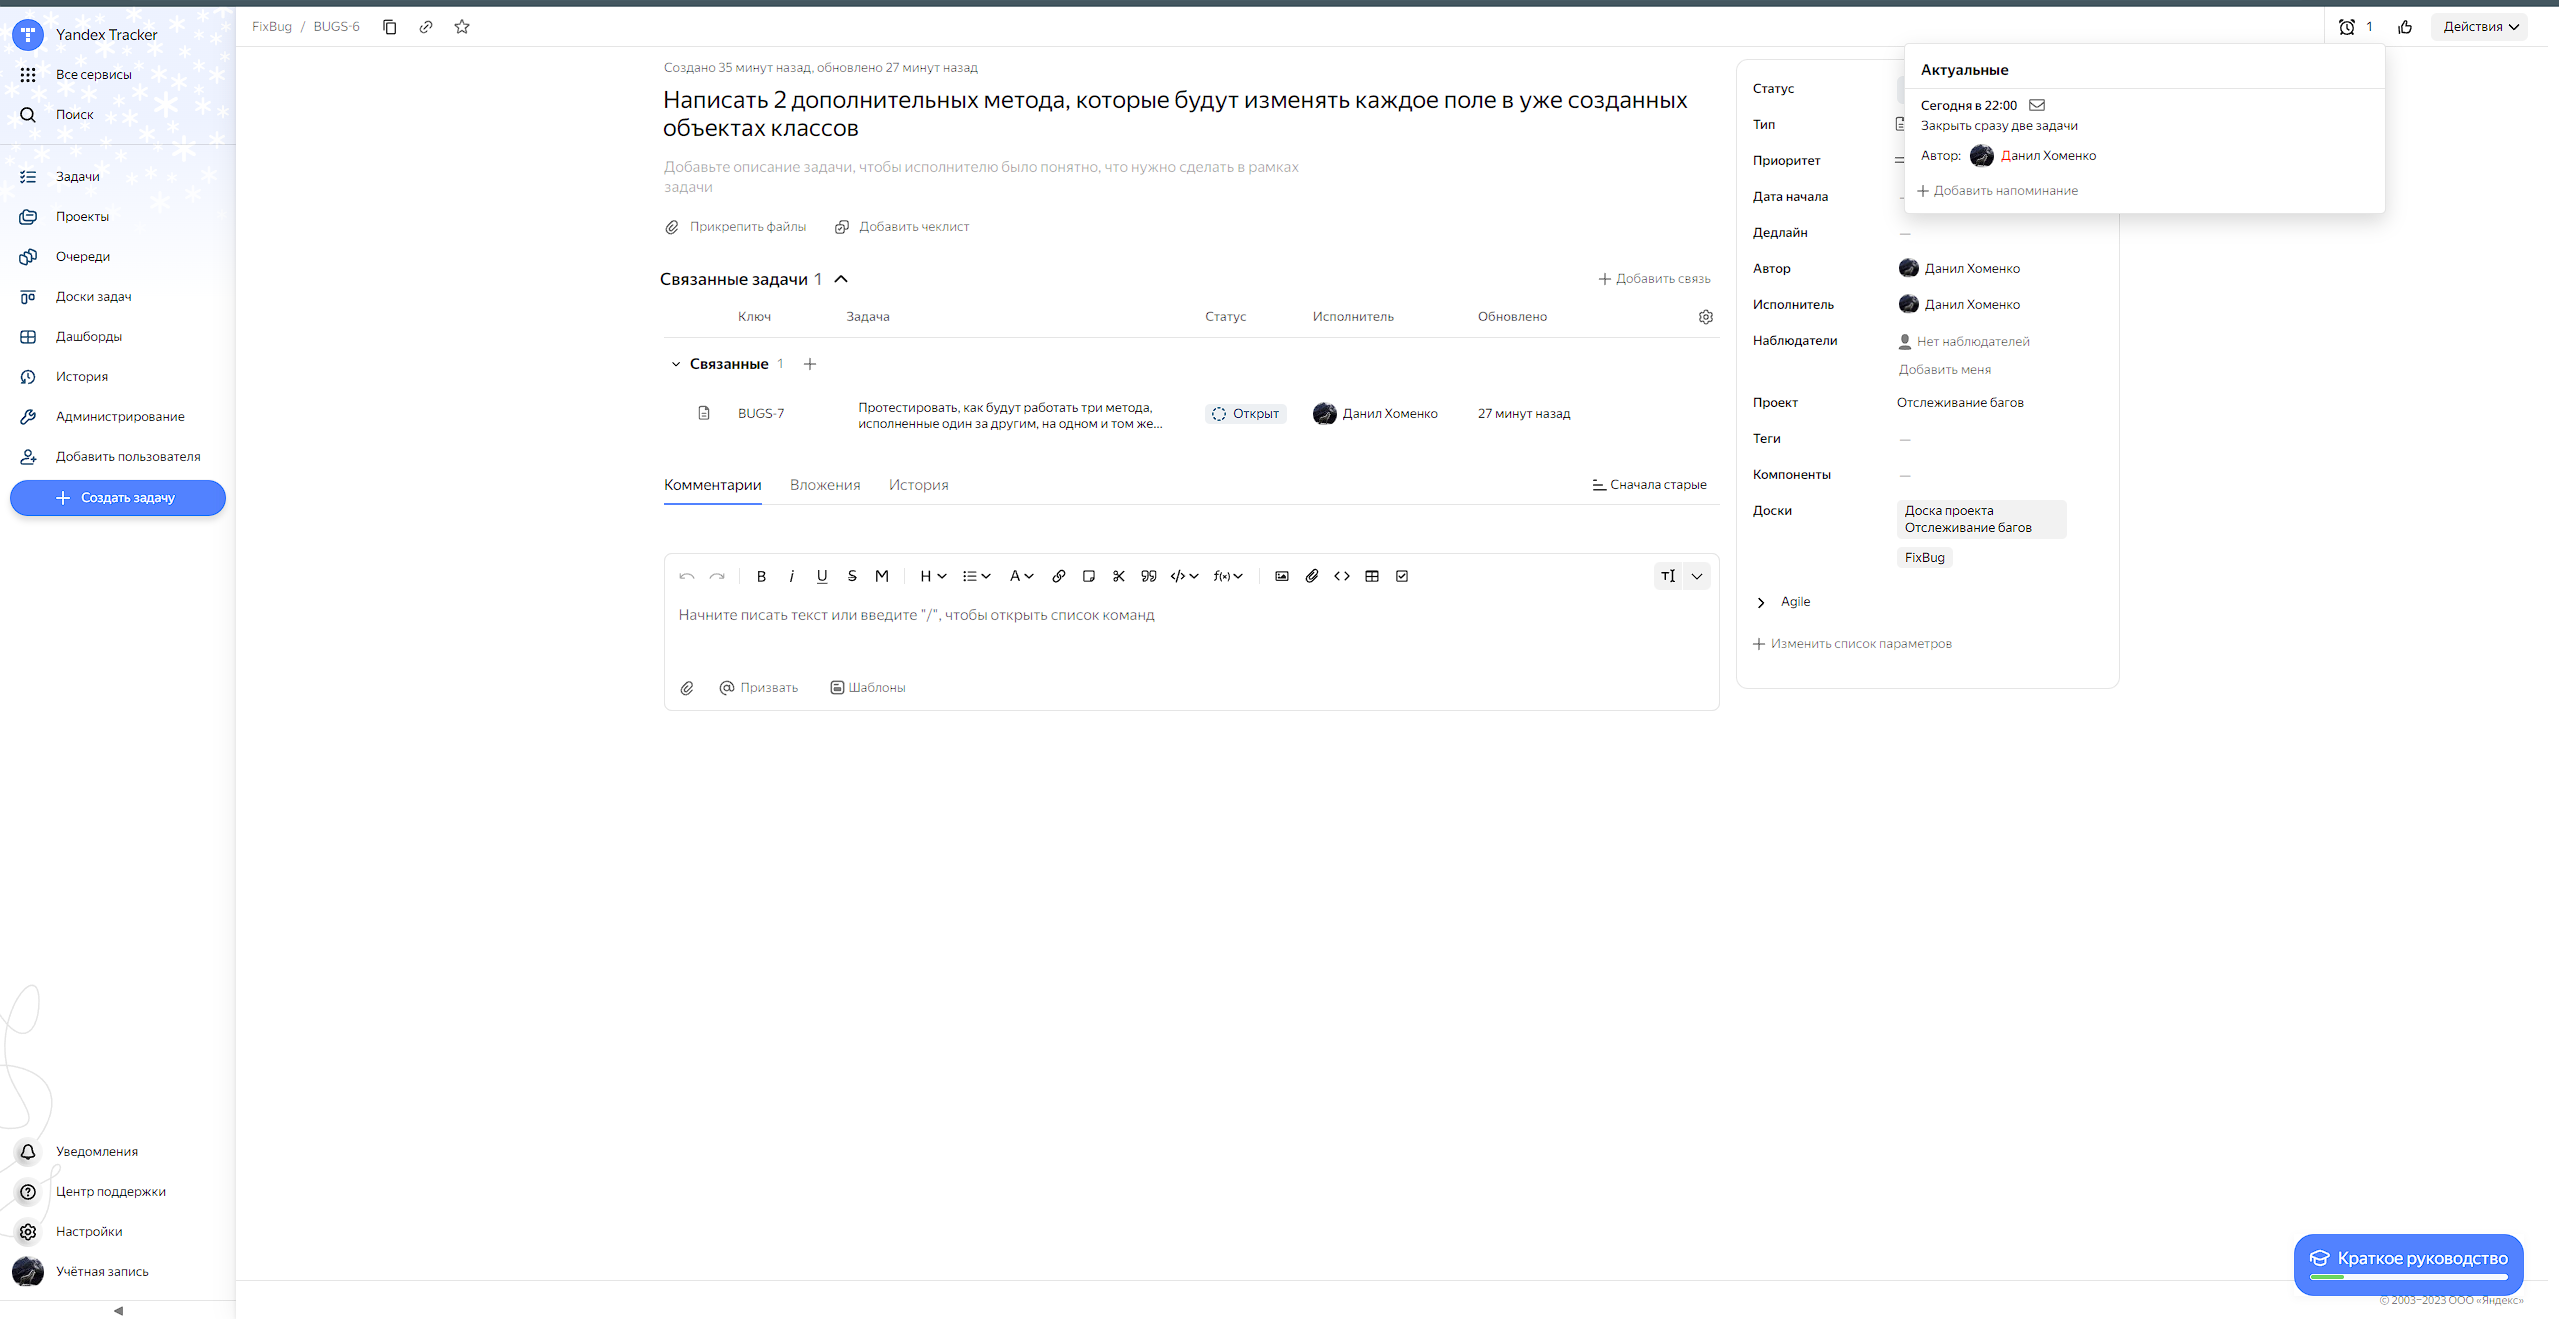 Yandex Tracker
Все сервисы
Поиск
Задачи
Проекты
Очереди
Доски задач
Дашборды
История
Администрирование
Добавить пользователя
Создать задачу
Уведомления
Центр поддержки
Настройки
Учётная запись
FixBug / BUGS-6
1
Действия
Создано 35 минут назад, обновлено 27 минут назад
Написать 2 дополнительных метода, которые будут изменять каждое поле в уже созданных
объектах классов
Добавьте описание задачи, чтобы исполнителю было понятно, что нужно сделать в рамках
задачи
Прикрепить файлы Добавить чеклист
Связанные задачи 1
Добавить связь
Ключ Задача Статус Исполнитель Обновлено
Связанные 1
BUGS-7
Протестировать, как будут работать три метода,
исполненные один за другим, на одном и том же...
Открыт
Данил Хоменко
27 минут назад
Комментарии Вложения История
Сначала старые
B i U S M H A f(x) TI
Начните писать текст или введите "/", чтобы открыть список команд
Призвать Шаблоны
Актуальные
Сегодня в 22:00
Закрыть сразу две задачи
Автор: Данил Хоменко
Добавить напоминание
Статус
Тип
Приоритет
Дата начала
Дедлайн —
Автор Данил Хоменко
Исполнитель Данил Хоменко
Наблюдатели Нет наблюдателей
Добавить меня
Проект Отслеживание багов
Теги —
Компоненты —
Доски Доска проекта
Отслеживание багов
FixBug
Agile
Изменить список параметров
Краткое руководство
© 2003–2023 ООО «Яндекс»